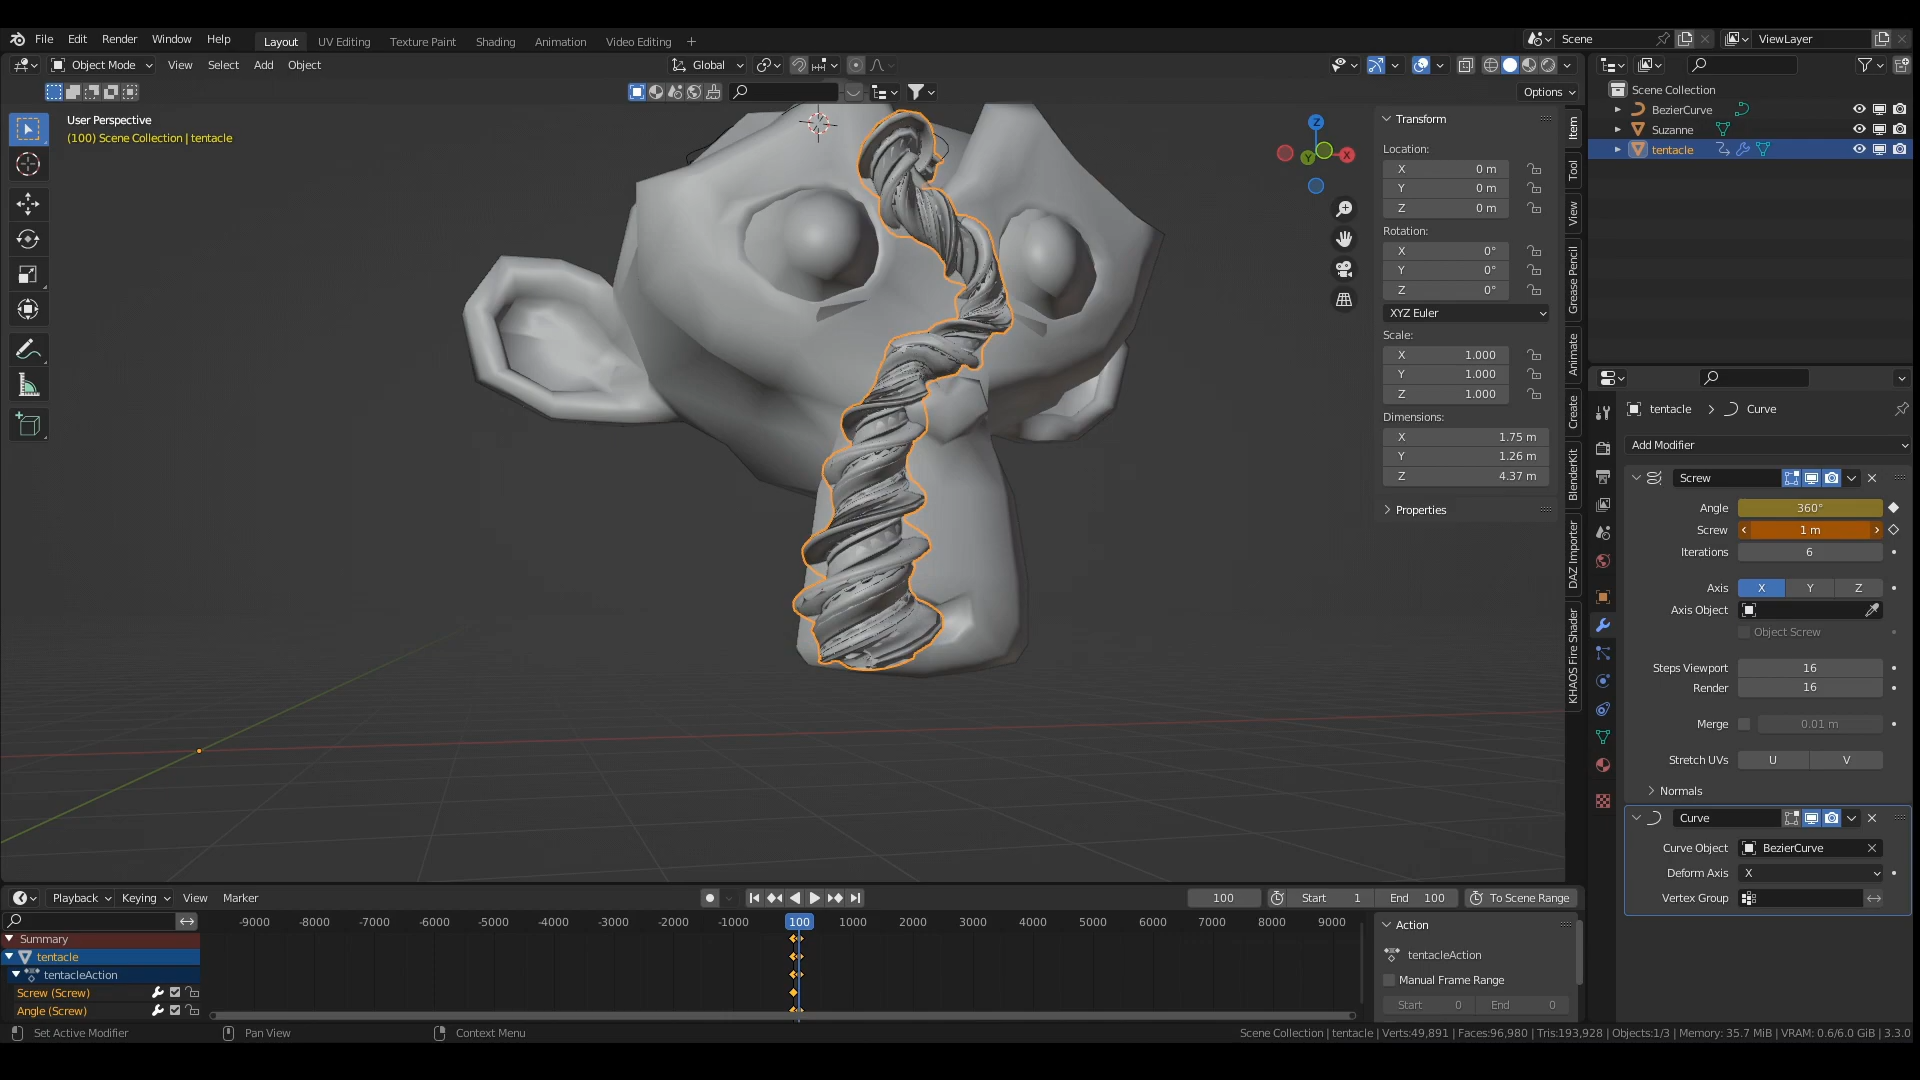 File Edit Render Window Help Layout UV Editing Texture Paint Shading Animation Video Editing + Scene ViewLayer
Object Mode View Select Add Object Global
Options
User Perspective
(100) Scene Collection | tentacle
Z
X
Y
Transform
Location:
X 0 m
Y 0 m
Z 0 m
Rotation:
X 0°
Y 0°
Z 0°
XYZ Euler
Scale:
X 1.000
Y 1.000
Z 1.000
Dimensions:
X 1.75 m
Y 1.26 m
Z 4.37 m
Properties
Item
Tool
View
Grease Pencil
Animate
Create
BlenderKit
DAZ Importer
KHAOS Fire Shader
Scene Collection
BezierCurve
Suzanne
tentacle
tentacle > Curve
Add Modifier
Screw
Angle 360°
Screw 1 m
Iterations 6
Axis X Y Z
Axis Object
Object Screw
Steps Viewport 16
Render 16
Merge 0.01 m
Stretch UVs U V
Normals
Curve
Curve Object BezierCurve
Deform Axis X
Vertex Group
Playback Keying View Marker 100 Start 1 End 100 To Scene Range
-9000 -8000 -7000 -6000 -5000 -4000 -3000 -2000 -1000 100 1000 2000 3000 4000 5000 6000 7000 8000 9000
Summary
tentacle
tentacleAction
Screw (Screw)
Angle (Screw)
Action
tentacleAction
Manual Frame Range
Start 0 End 0
Set Active Modifier Pan View Context Menu Scene Collection | tentacle | Verts:49,891 | Faces:96,980 | Tris:193,928 | Objects:1/3 | Memory: 35.7 MiB | VRAM: 0.6/6.0 GiB | 3.3.0